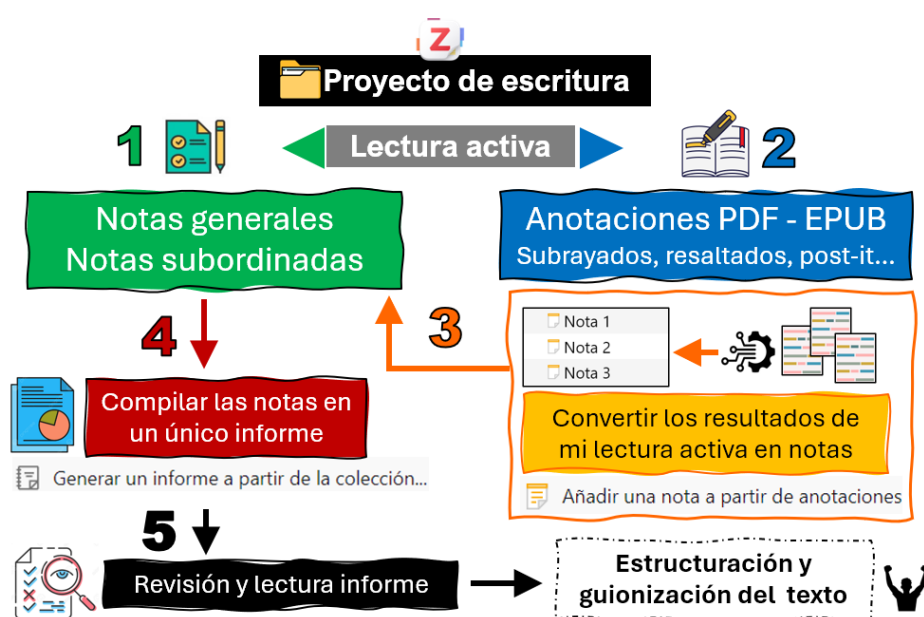 Z
Proyecto de escritura
1
Lectura activa
2
Notas generales
Notas subordinadas
Anotaciones PDF - EPUB
Subrayados, resaltados, post-it...
3
Nota 1
Nota 2
Nota 3
4
Compilar las notas en
un único informe
Convertir los resultados de
mi lectura activa en notas
Generar un informe a partir de la colección...
Añadir una nota a partir de anotaciones
5
Revisión y lectura informe
Estructuración y
guionización del texto